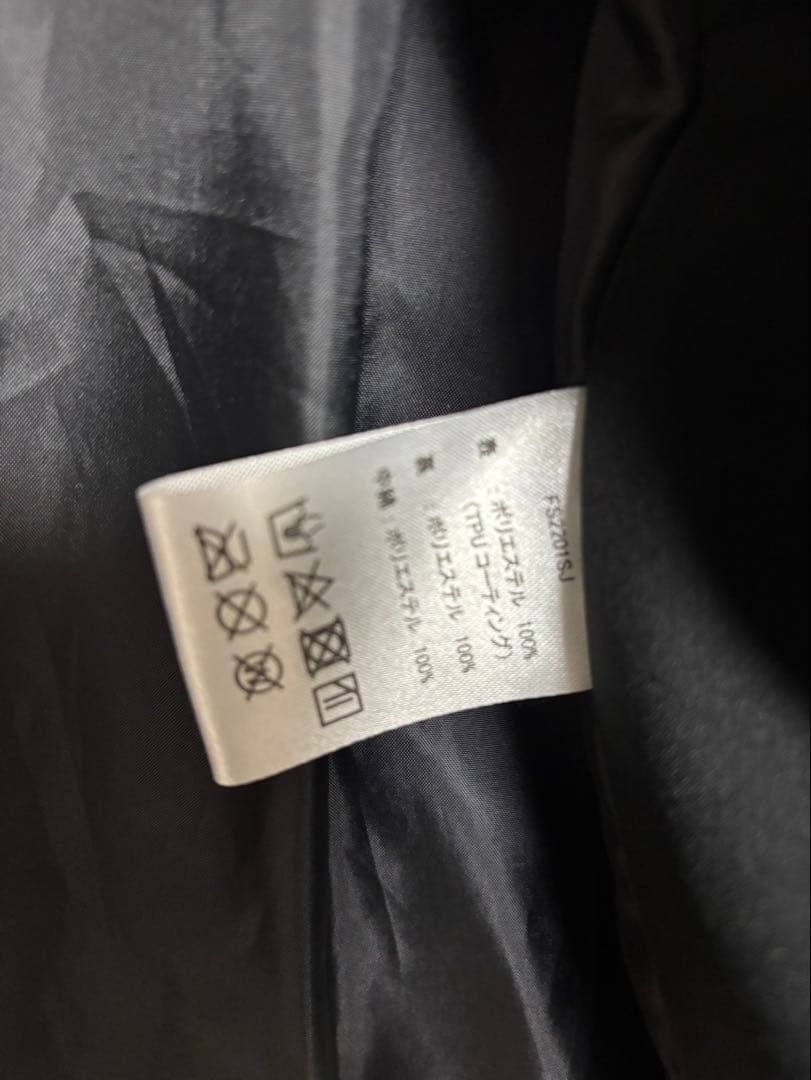 FS2201SJ
表：ポリエステル 100%
（TPUコーティング）
裏：ポリエステル 100%
中綿：ポリエステル 100%
W